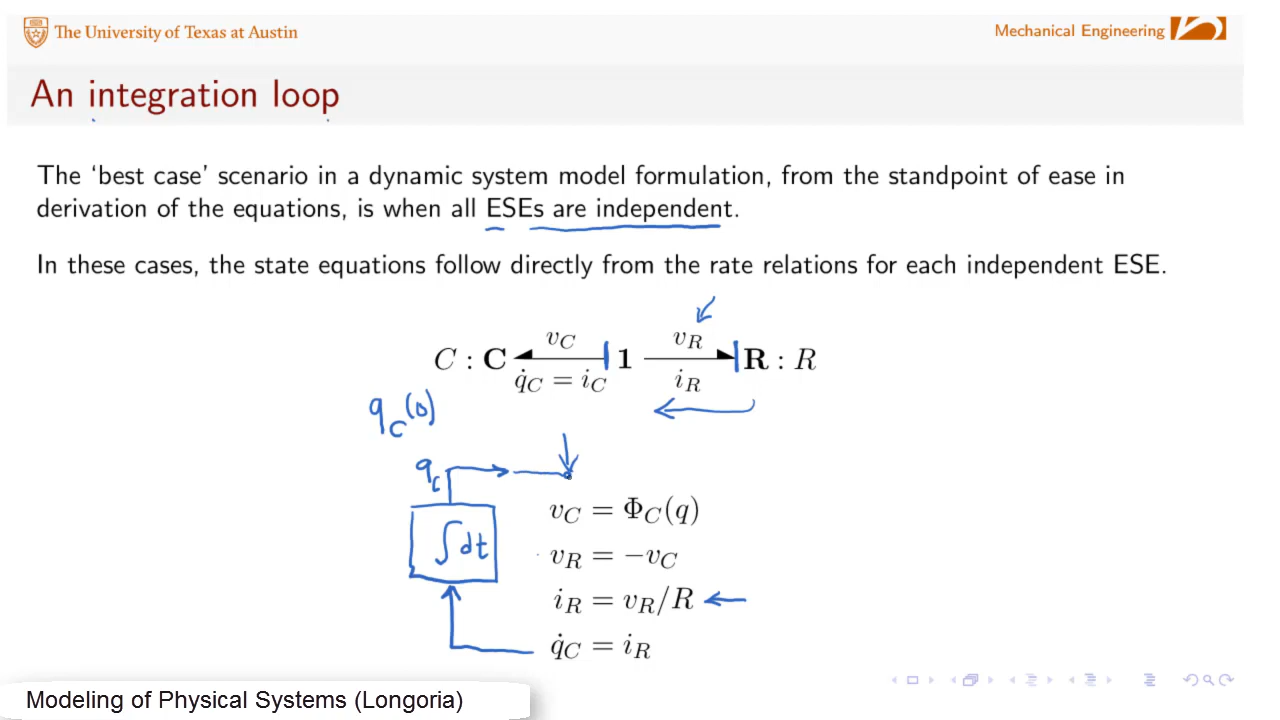 The University of Texas at Austin
Mechanical Engineering
An integration loop
The ‘best case’ scenario in a dynamic system model formulation, from the standpoint of ease in
derivation of the equations, is when all ESEs are independent.
In these cases, the state equations follow directly from the rate relations for each independent ESE.
v_C v_R
C : C 1 R : R
q̇_C = i_C i_R
q_C(0)
q_C
∫dt
v_C = Φ_C(q)
v_R = −v_C
i_R = v_R/R
q̇_C = i_R
Modeling of Physical Systems (Longoria)